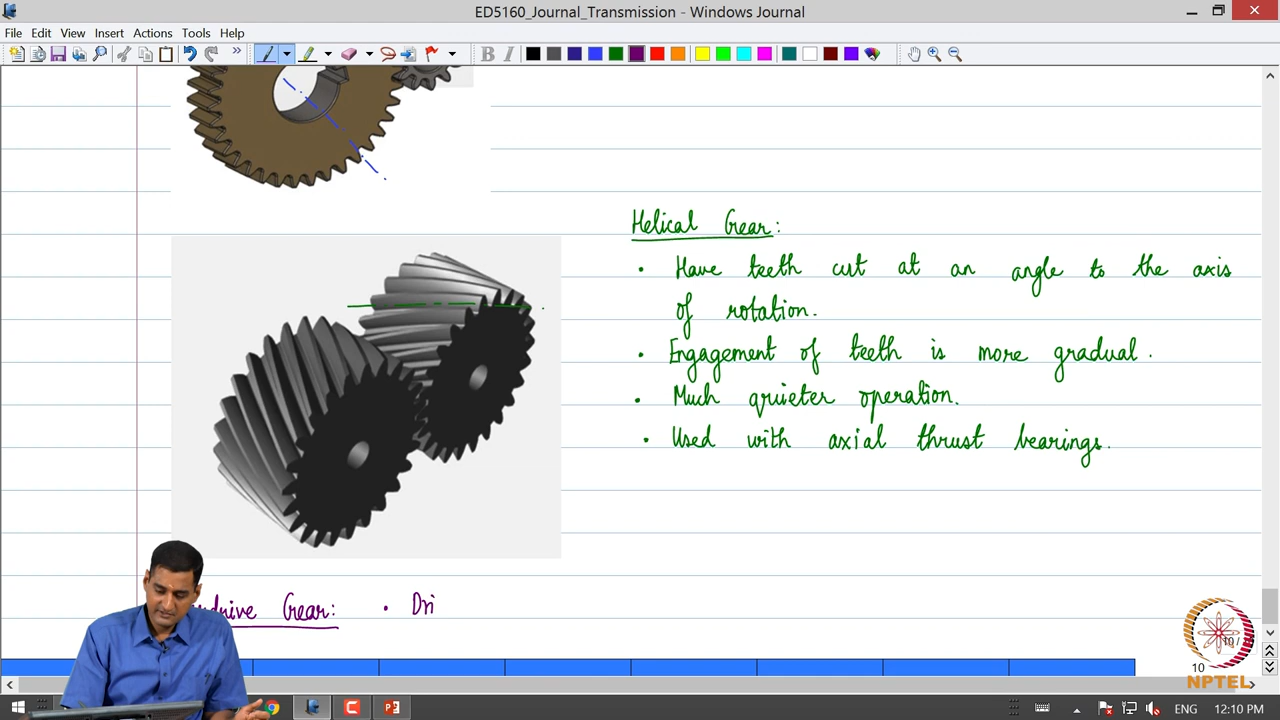 ED5160_Journal_Transmission - Windows Journal
File Edit View Insert Actions Tools Help
B I
Helical Gear:
• Have teeth cut at an angle to the axis
of rotation.
• Engagement of teeth is more gradual.
• Much quieter operation.
• Used with axial thrust bearings.
Gear: • Dri
10
NPTEL
ENG 12:10 PM